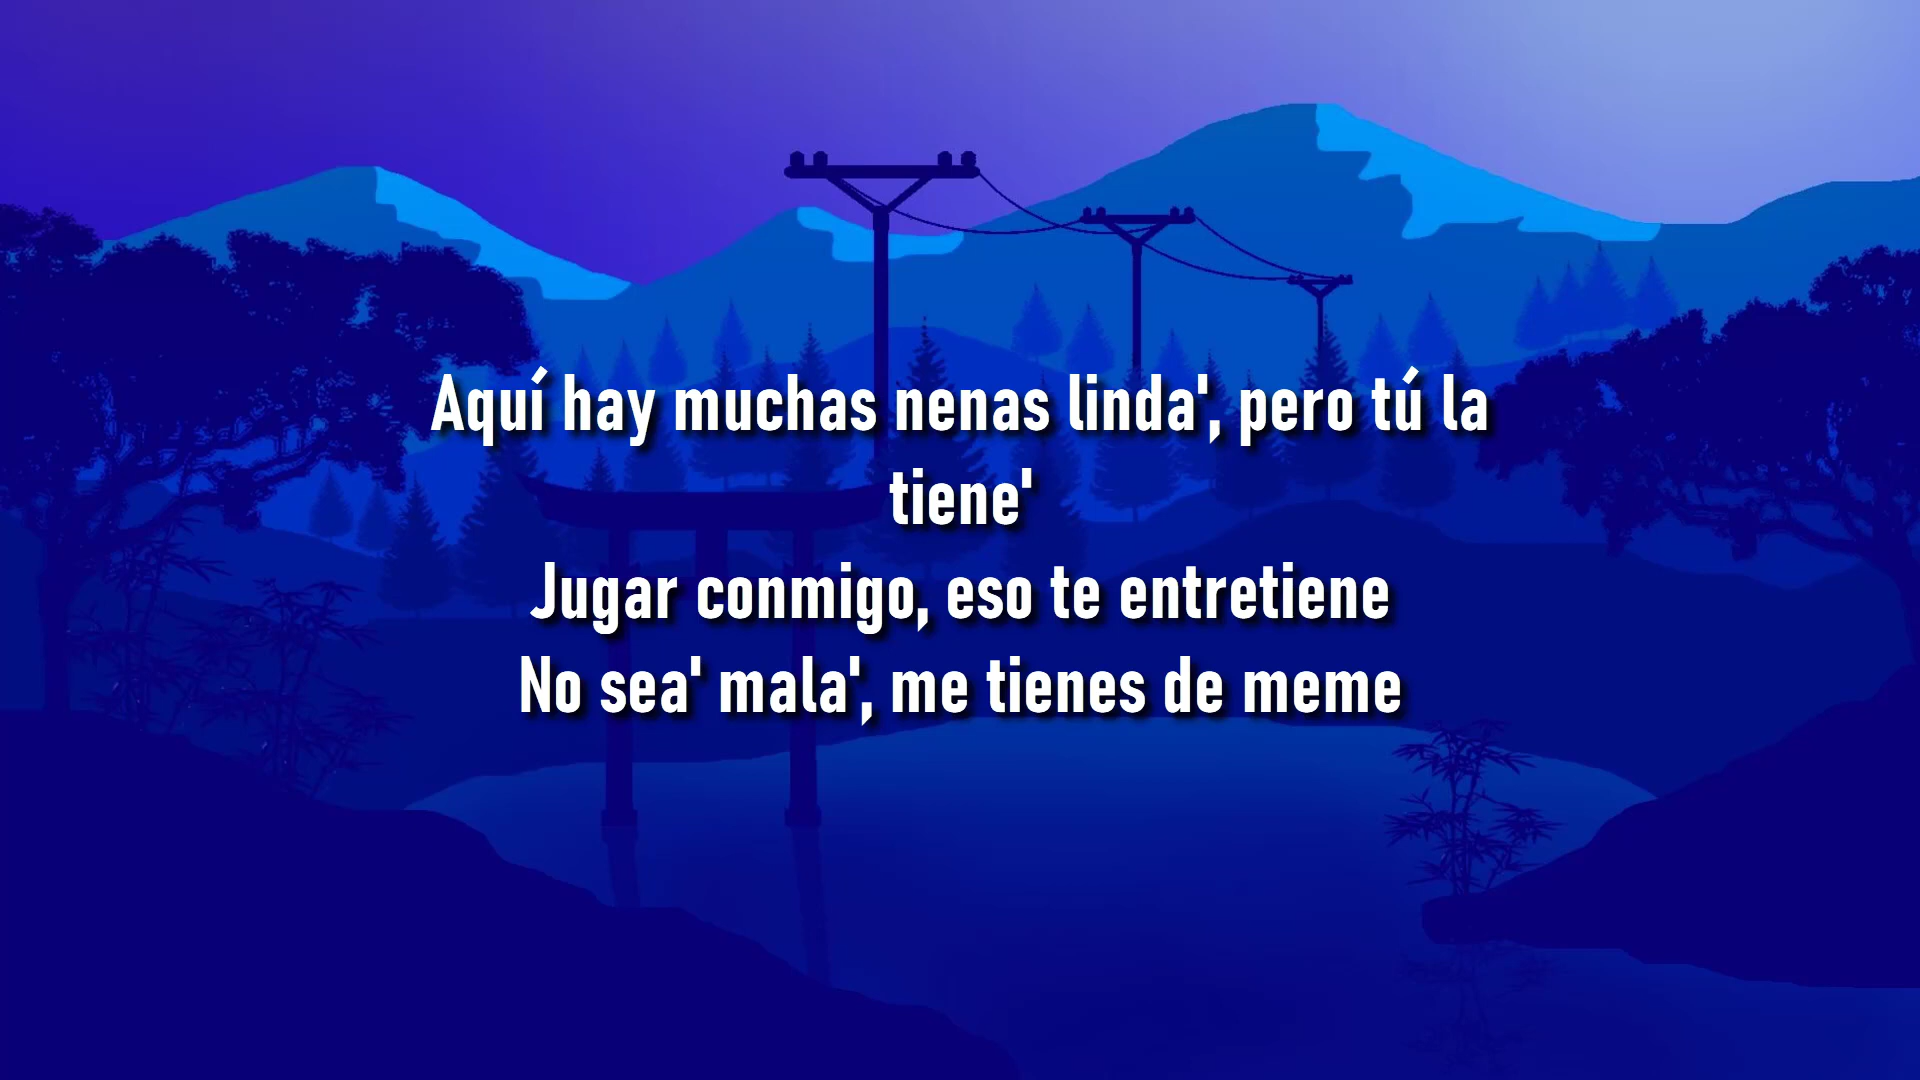 Aquí hay muchas nenas linda', pero tú la
tiene'
Jugar conmigo, eso te entretiene
No sea' mala', me tienes de meme